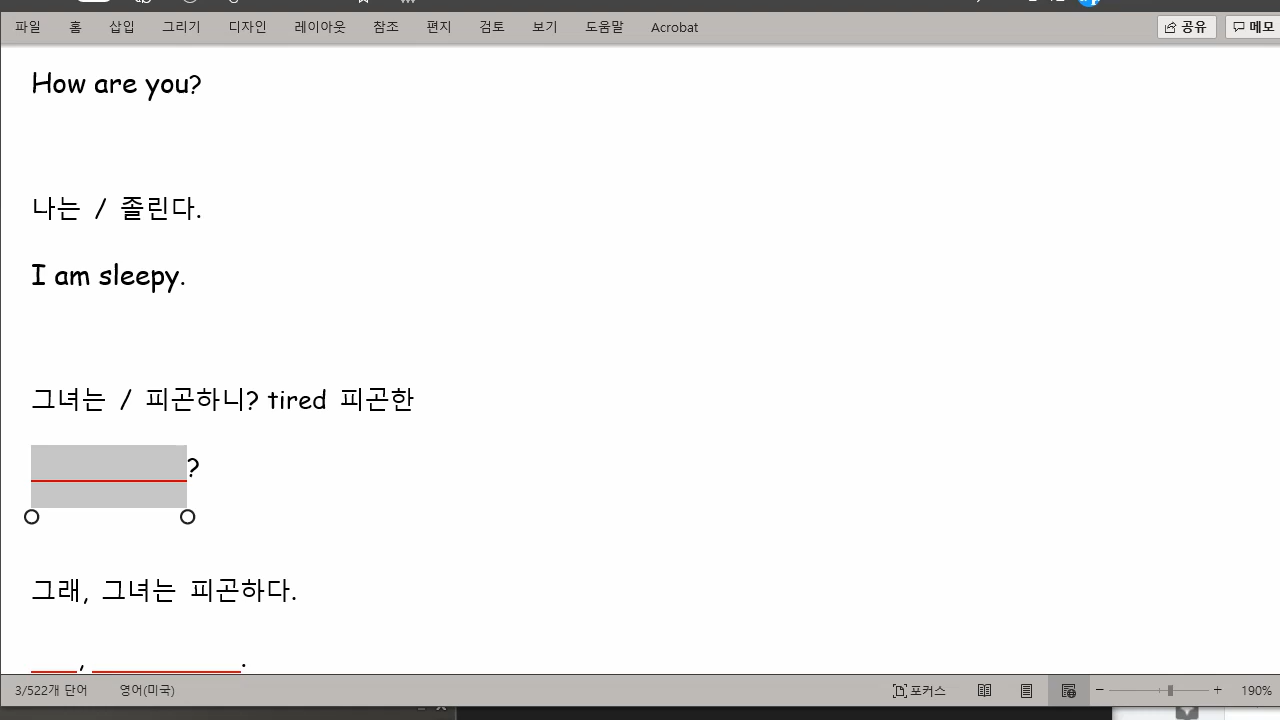 파일 홈 삽입 그리기 디자인 레이아웃 참조 편지 검토 보기 도움말 Acrobat 공유 메모
How are you?
나는 / 졸린다.
I am sleepy.
그녀는 / 피곤하니? tired 피곤한
?
그래, 그녀는 피곤하다.
, .
3/522개 단어 영어(미국) 포커스 190%